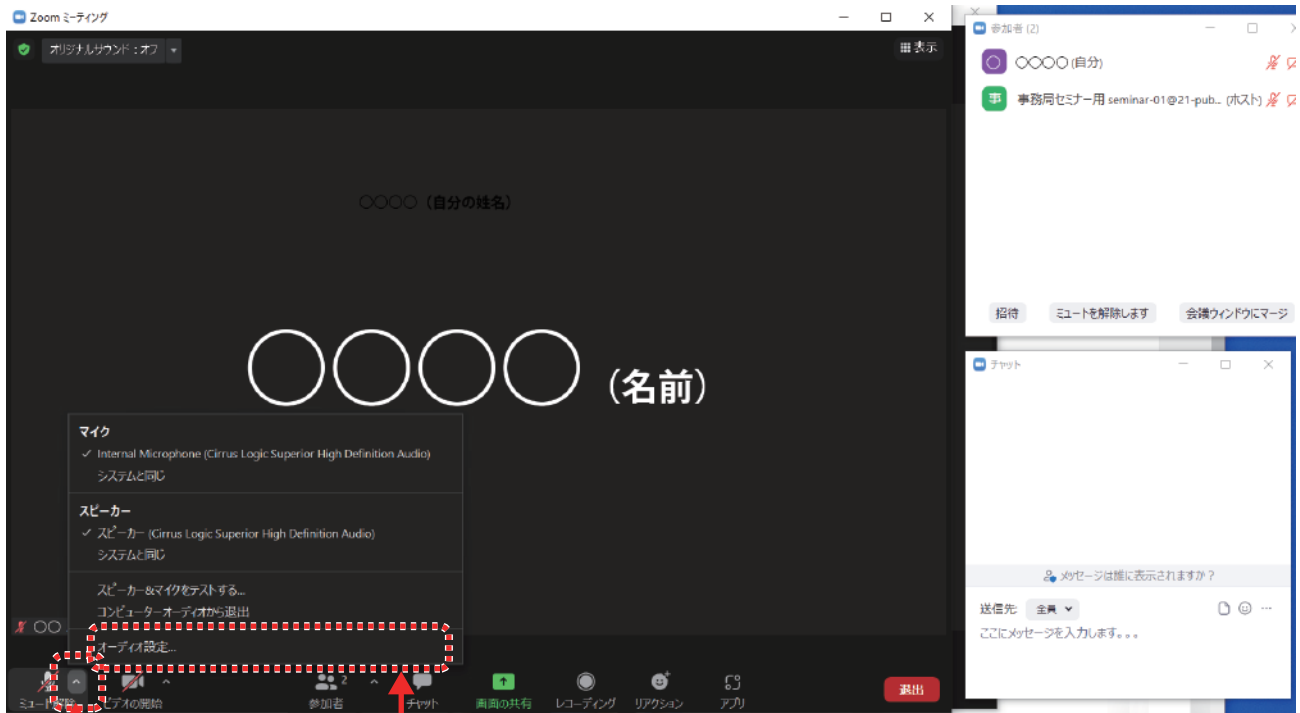 Zoom ミーティング
オリジナルサウンド：オフ
表示
〇〇〇〇（自分の姓名）
〇〇〇〇（名前）
マイク
✓ Internal Microphone (Cirrus Logic Superior High Definition Audio)
システムと同じ
スピーカー
✓ スピーカー (Cirrus Logic Superior High Definition Audio)
システムと同じ
スピーカー&マイクをテストする...
コンピューターオーディオから退出
オーディオ設定...
〇〇
ミュート解除
ビデオの開始
参加者
2
チャット
画面の共有
レコーディング
リアクション
アプリ
退出
参加者 (2)
〇 〇〇〇〇(自分)
事 事務局セミナー用 seminar-01@21-pub... (ホスト)
招待
ミュートを解除します
会議ウィンドウにマージ
チャット
メッセージは誰に表示されますか？
送信先: 全員
ここにメッセージを入力します。。。